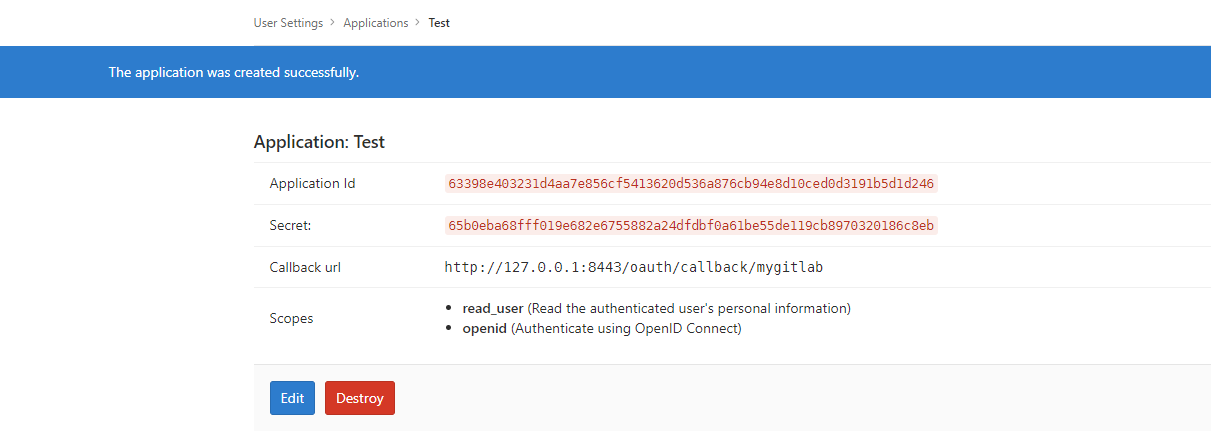 User Settings > Applications > Test
The application was created successfully.
Application: Test
Application Id 63398e403231d4aa7e856cf5413620d536a876cb94e8d10ced0d3191b5d1d246
Secret: 65b0eba68fff019e682e6755882a24dfdbf0a61be55de119cb8970320186c8eb
Callback url http://127.0.0.1:8443/oauth/callback/mygitlab
Scopes
• read_user (Read the authenticated user's personal information)
• openid (Authenticate using OpenID Connect)
Edit Destroy